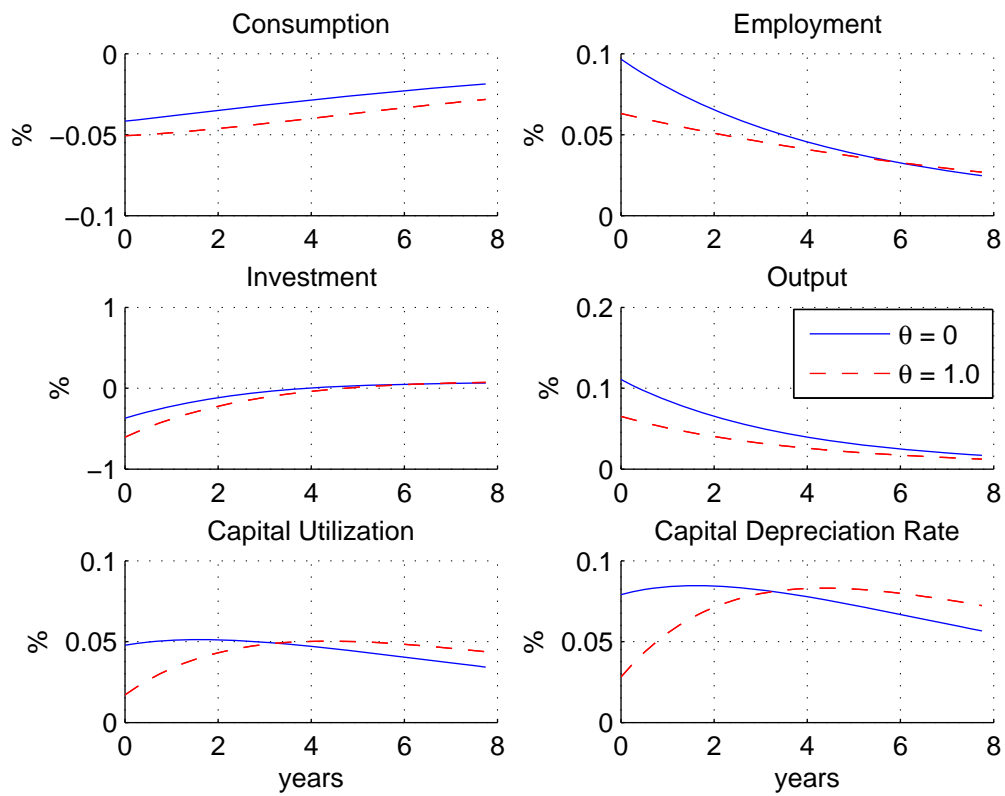 Consumption
0
−0.05
−0.1
%
0 2 4 6 8
Employment
0.1
0.05
0
%
0 2 4 6 8
Investment
1
0
−1
%
0 2 4 6 8
Output
0.2
0.1
0
%
0 2 4 6 8
θ = 0
θ = 1.0
Capital Utilization
0.1
0.05
0
%
0 2 4 6 8
years
Capital Depreciation Rate
0.1
0.05
0
%
0 2 4 6 8
years